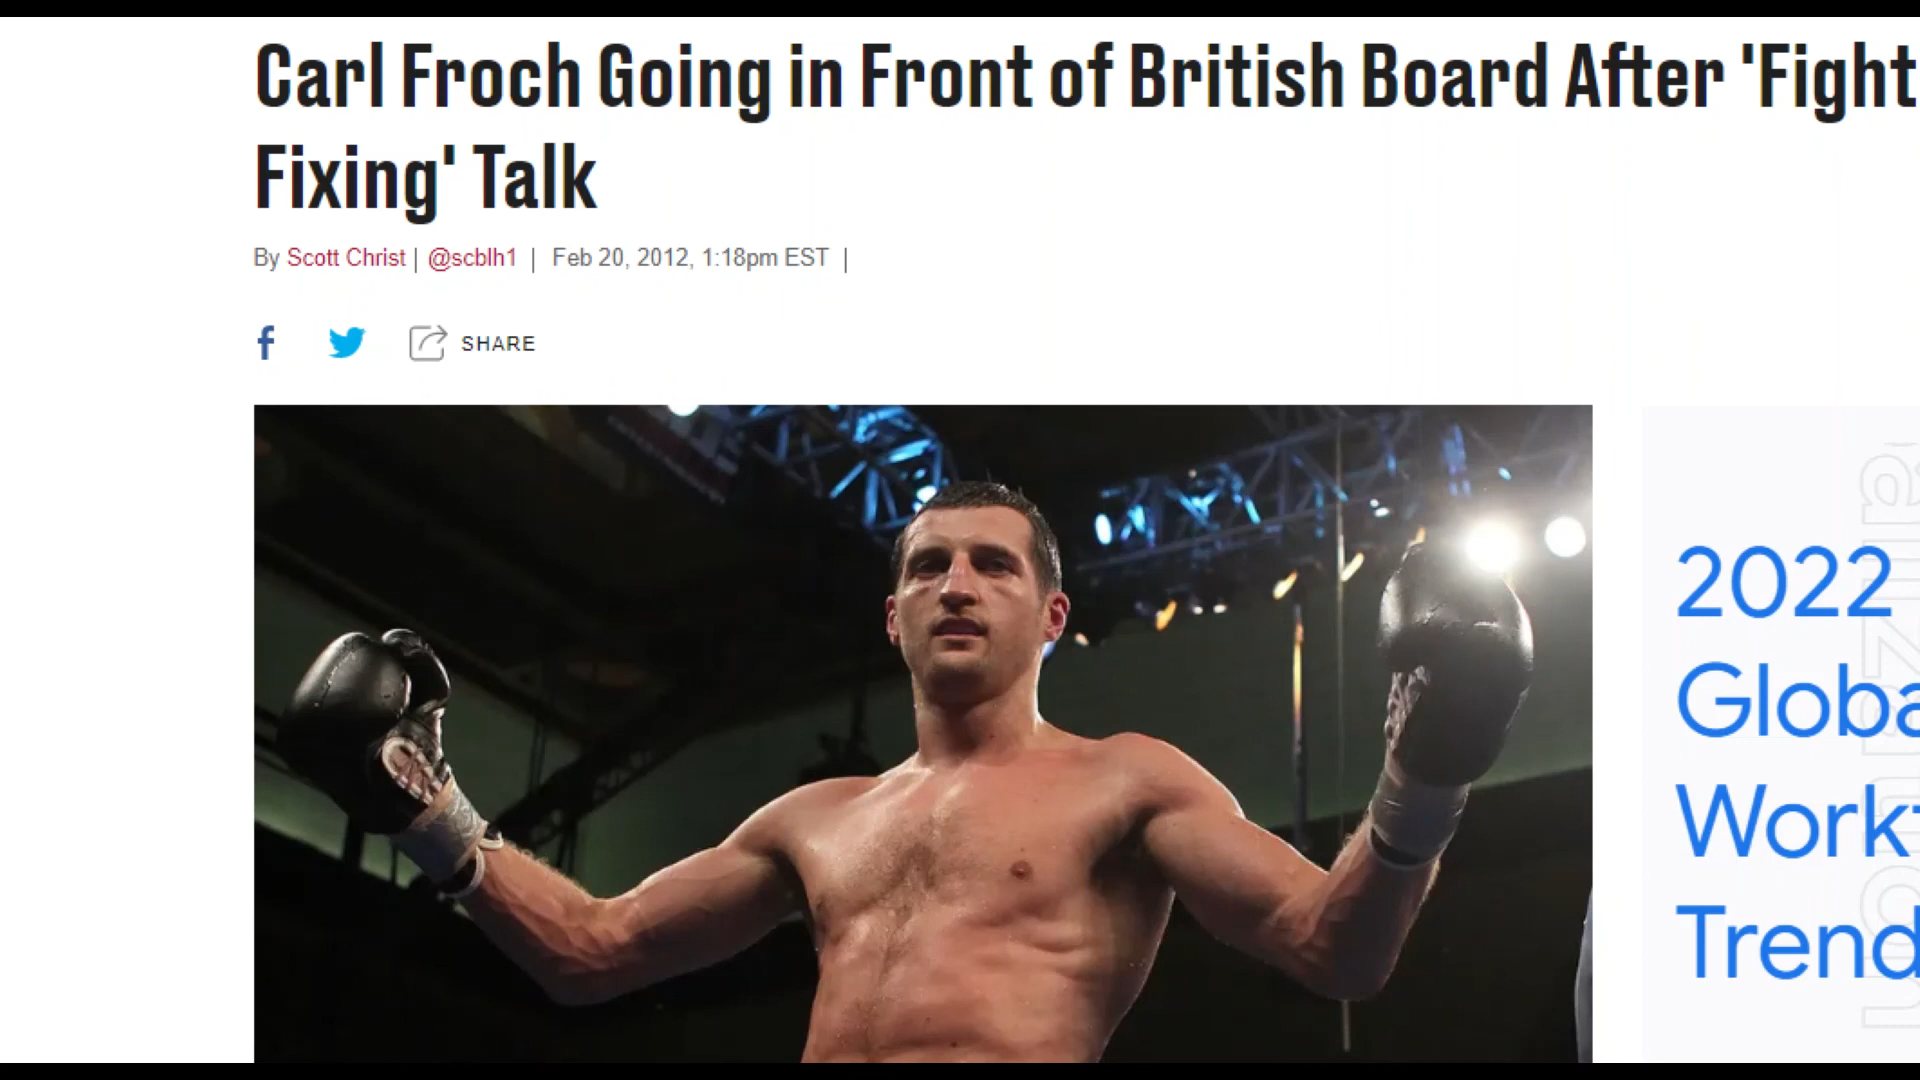 Carl Froch Going in Front of British Board After 'Fight
Fixing' Talk
By Scott Christ | @scblh1 | Feb 20, 2012, 1:18pm EST |
SHARE
2022
Globa
Workf
Trend